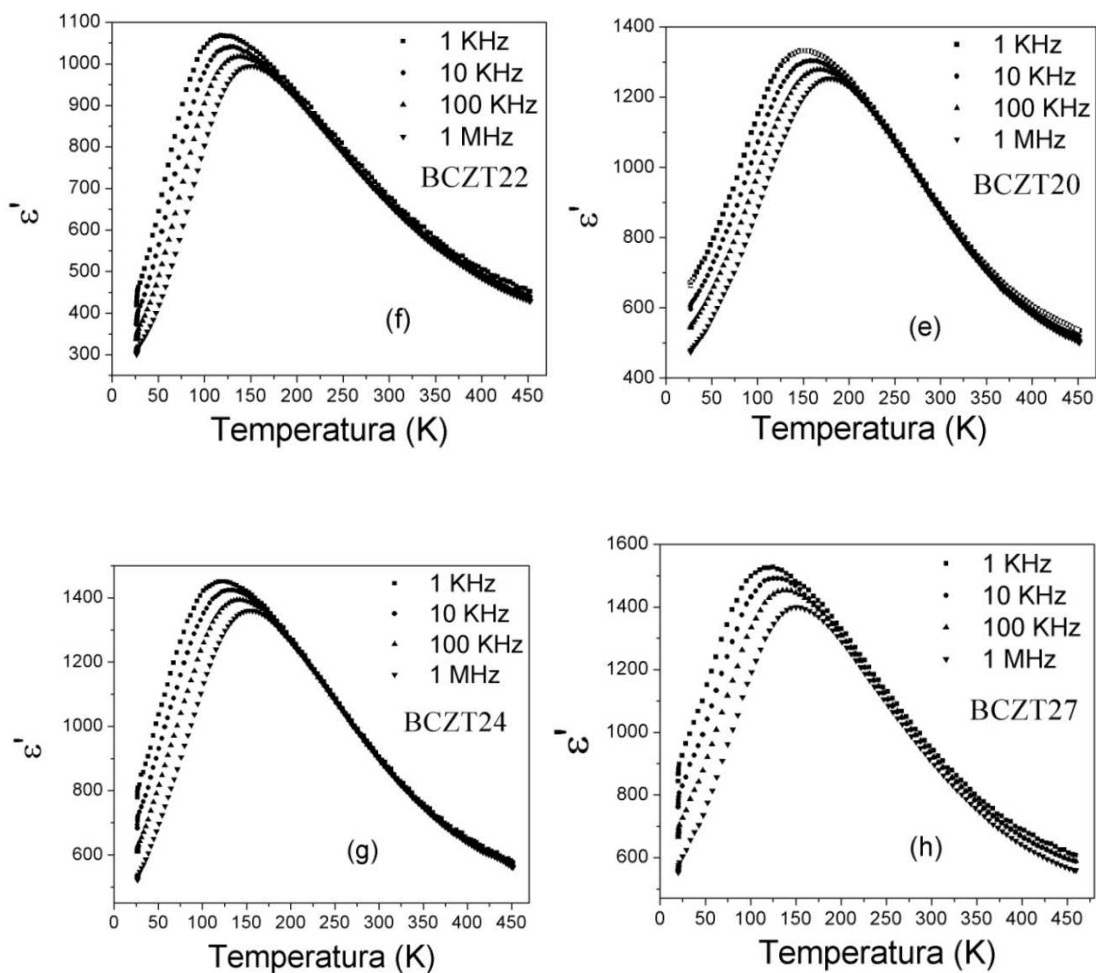 1100
1000
900
800
700
600
500
400
300
ε'
1 KHz
10 KHz
100 KHz
1 MHz
BCZT22
(f)
0 50 100 150 200 250 300 350 400 450
Temperatura (K)
1400
1200
1000
800
600
400
ε'
1 KHz
10 KHz
100 KHz
1 MHz
BCZT20
(e)
0 50 100 150 200 250 300 350 400 450
Temperatura (K)
1400
1200
1000
800
600
ε'
1 KHz
10 KHz
100 KHz
1 MHz
BCZT24
(g)
0 50 100 150 200 250 300 350 400 450
Temperatura (K)
1600
1400
1200
1000
800
600
ε'
1 KHz
10 KHz
100 KHz
1 MHz
BCZT27
(h)
0 50 100 150 200 250 300 350 400 450
Temperatura (K)